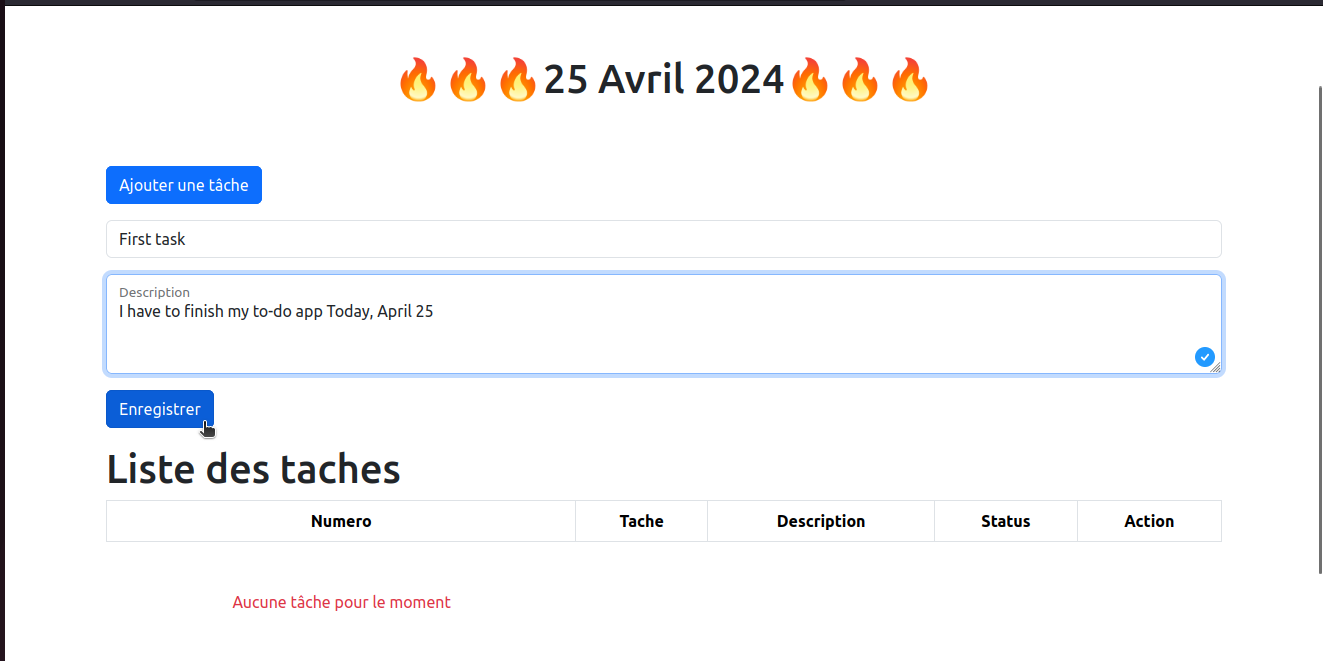 🔥🔥🔥25 Avril 2024🔥🔥🔥
Ajouter une tâche
First task
Description
I have to finish my to-do app Today, April 25
Enregistrer
Liste des taches
Numero Tache Description Status Action
Aucune tâche pour le moment